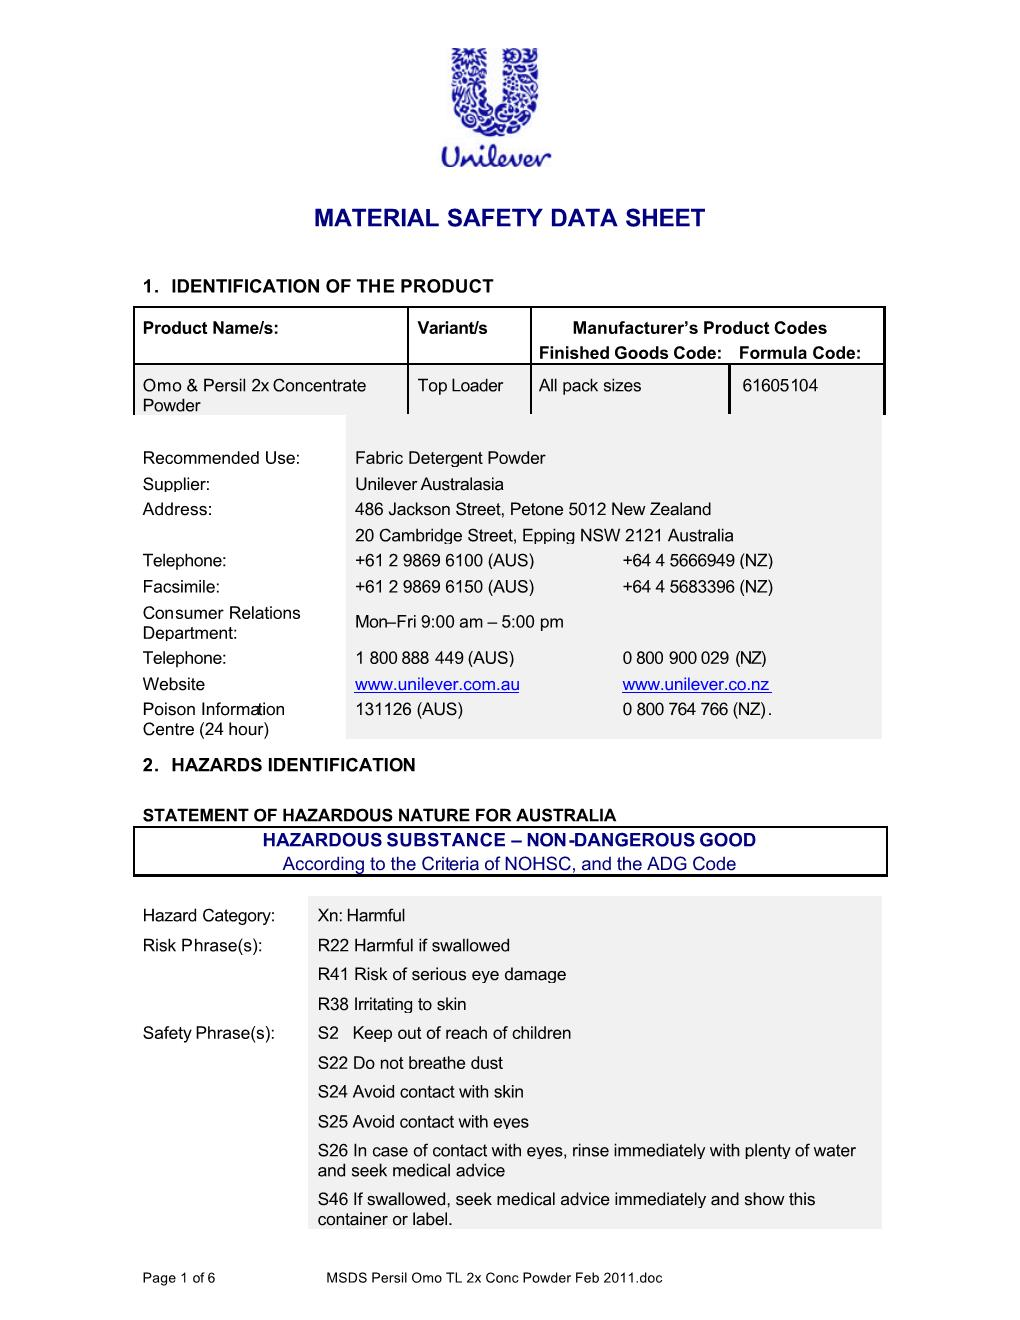 Unilever
MATERIAL SAFETY DATA SHEET
1. IDENTIFICATION OF THE PRODUCT
Product Name/s: Variant/s Manufacturer's Product Codes
Finished Goods Code: Formula Code:
Omo & Persil 2x Concentrate Top Loader All pack sizes 61605104
Powder
Recommended Use: Fabric Detergent Powder
Supplier: Unilever Australasia
Address: 486 Jackson Street, Petone 5012 New Zealand
20 Cambridge Street, Epping NSW 2121 Australia
Telephone: +61 2 9869 6100 (AUS) +64 4 5666949 (NZ)
Facsimile: +61 2 9869 6150 (AUS) +64 4 5683396 (NZ)
Consumer Relations
Department: Mon–Fri 9:00 am – 5:00 pm
Telephone: 1 800 888 449 (AUS) 0 800 900 029 (NZ)
Website www.unilever.com.au www.unilever.co.nz
Poison Information 131126 (AUS) 0 800 764 766 (NZ).
Centre (24 hour)
2. HAZARDS IDENTIFICATION
STATEMENT OF HAZARDOUS NATURE FOR AUSTRALIA
HAZARDOUS SUBSTANCE – NON-DANGEROUS GOOD
According to the Criteria of NOHSC, and the ADG Code
Hazard Category: Xn: Harmful
Risk Phrase(s): R22 Harmful if swallowed
R41 Risk of serious eye damage
R38 Irritating to skin
Safety Phrase(s): S2 Keep out of reach of children
S22 Do not breathe dust
S24 Avoid contact with skin
S25 Avoid contact with eyes
S26 In case of contact with eyes, rinse immediately with plenty of water
and seek medical advice
S46 If swallowed, seek medical advice immediately and show this
container or label.
Page 1 of 6 MSDS Persil Omo TL 2x Conc Powder Feb 2011.doc